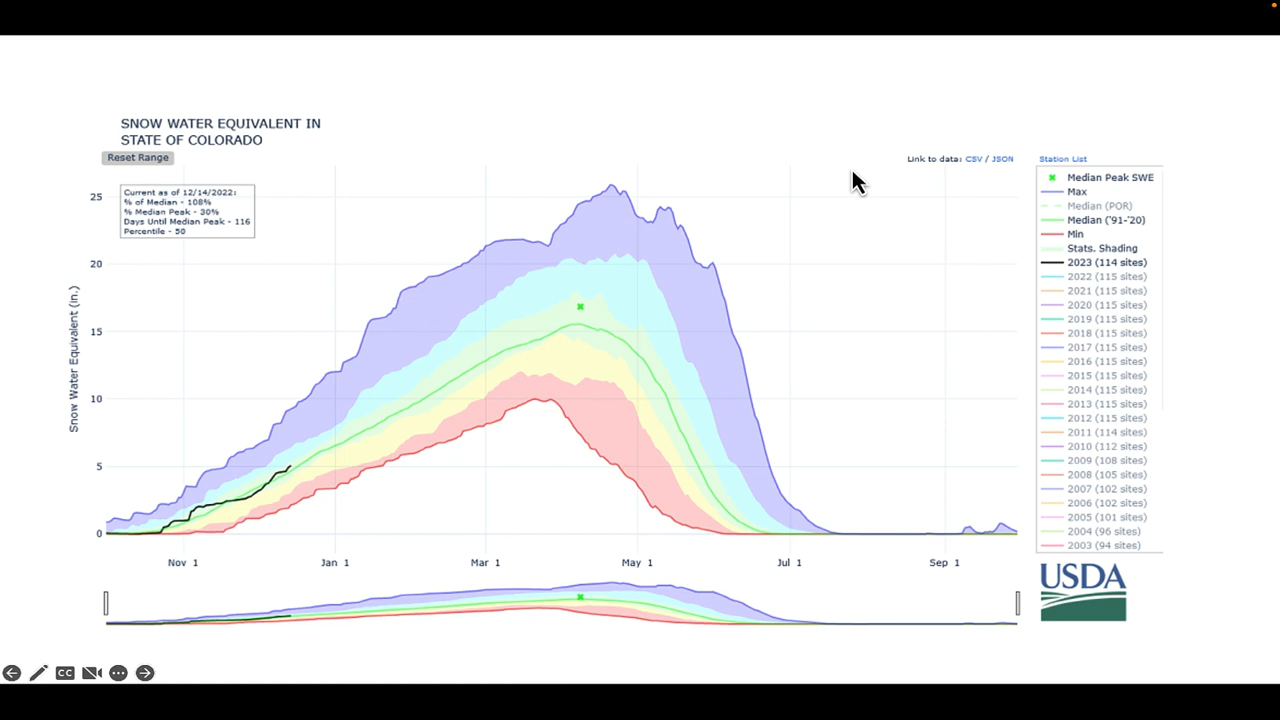 SNOW WATER EQUIVALENT IN
STATE OF COLORADO
Reset Range
Link to data: CSV / JSON
Station List
Current as of 12/14/2022:
% of Median - 108%
% Median Peak - 30%
Days Until Median Peak - 116
Percentile - 50
Snow Water Equivalent (in.)
25
20
15
10
5
0
Nov 1
Jan 1
Mar 1
May 1
Jul 1
Sep 1
Median Peak SWE
Max
Median (POR)
Median ('91-'20)
Min
Stats. Shading
2023 (114 sites)
2022 (115 sites)
2021 (115 sites)
2020 (115 sites)
2019 (115 sites)
2018 (115 sites)
2017 (115 sites)
2016 (115 sites)
2015 (115 sites)
2014 (115 sites)
2013 (115 sites)
2012 (115 sites)
2011 (114 sites)
2010 (112 sites)
2009 (108 sites)
2008 (105 sites)
2007 (102 sites)
2006 (102 sites)
2005 (101 sites)
2004 (96 sites)
2003 (94 sites)
USDA
CC